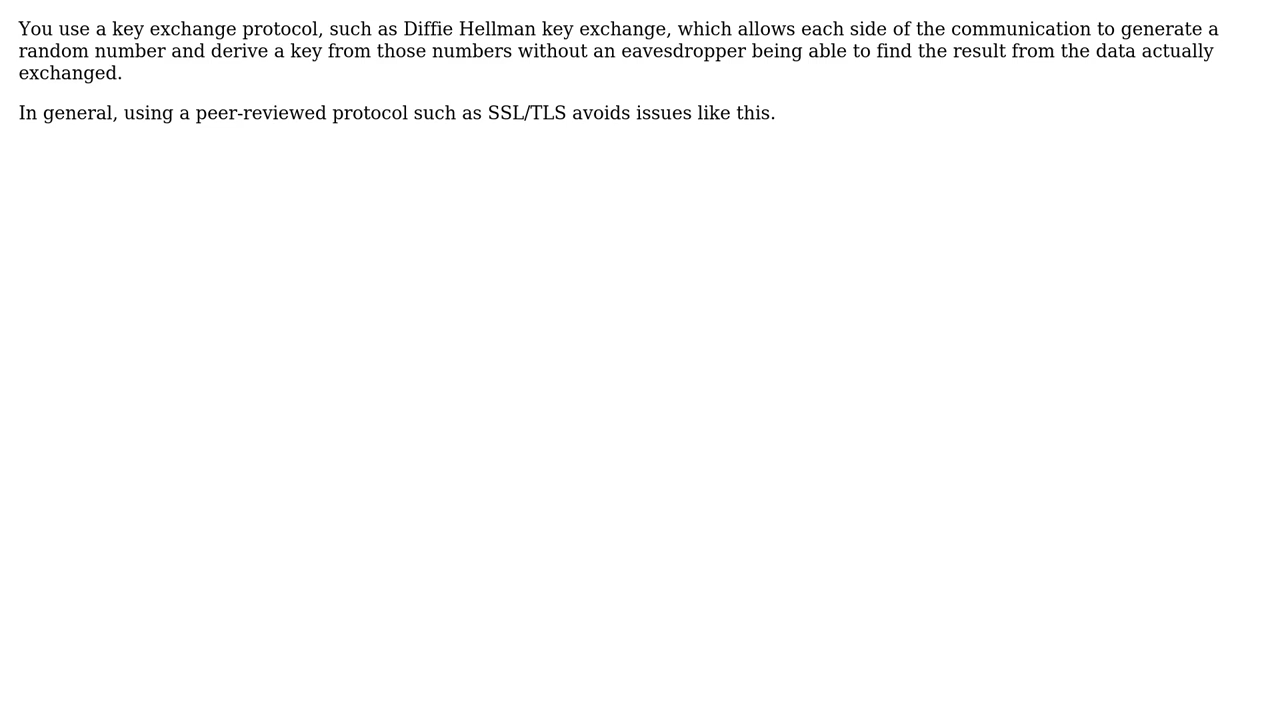 You use a key exchange protocol, such as Diffie Hellman key exchange, which allows each side of the communication to generate a
random number and derive a key from those numbers without an eavesdropper being able to find the result from the data actually
exchanged.
In general, using a peer-reviewed protocol such as SSL/TLS avoids issues like this.